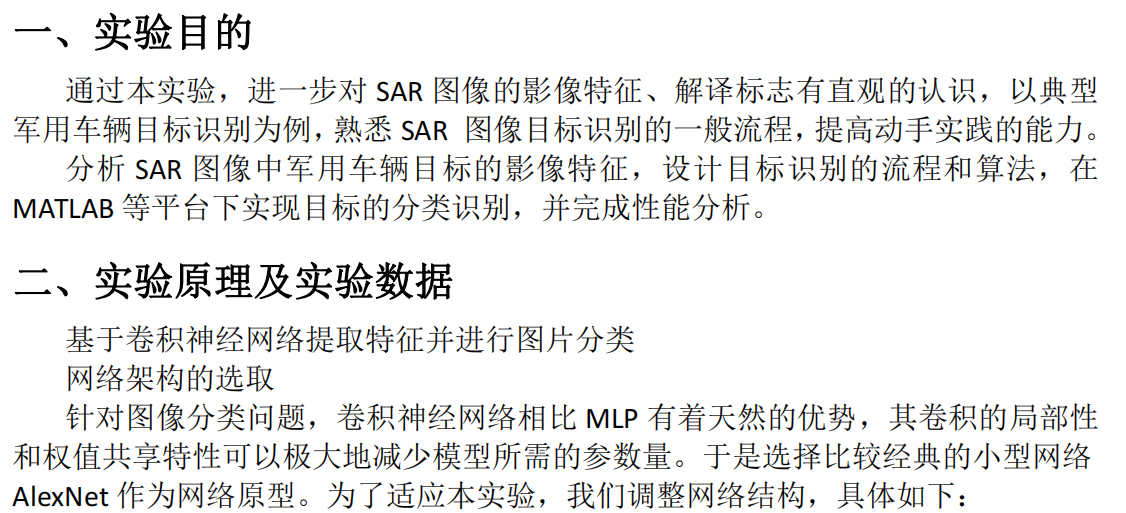 一、实验目的
通过本实验，进一步对 SAR 图像的影像特征、解译标志有直观的认识，以典型
军用车辆目标识别为例，熟悉 SAR 图像目标识别的一般流程，提高动手实践的能力。
分析 SAR 图像中军用车辆目标的影像特征，设计目标识别的流程和算法，在
MATLAB 等平台下实现目标的分类识别，并完成性能分析。
二、实验原理及实验数据
基于卷积神经网络提取特征并进行图片分类
网络架构的选取
针对图像分类问题，卷积神经网络相比 MLP 有着天然的优势，其卷积的局部性
和权值共享特性可以极大地减少模型所需的参数量。于是选择比较经典的小型网络
AlexNet 作为网络原型。为了适应本实验，我们调整网络结构，具体如下：